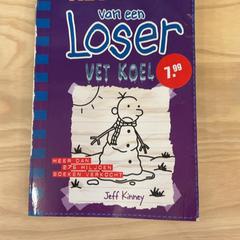 van een
Loser
VET KOEL
7.99
MEER DAN
275 MILJOEN
BOEKEN VERKOCHT
Jeff Kinney